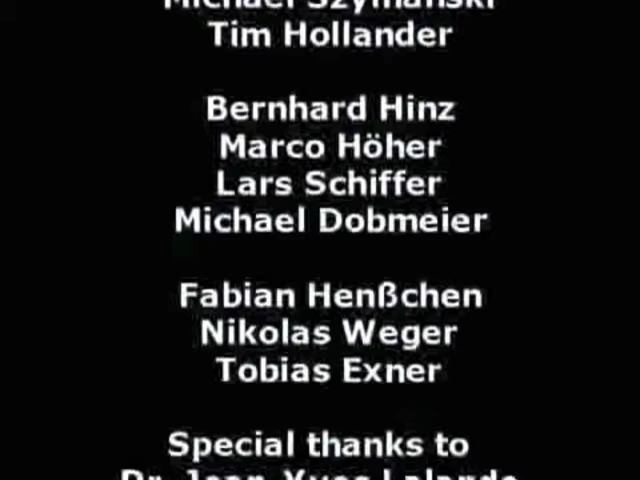 Michael Szymanski
Tim Hollander
Bernhard Hinz
Marco Höher
Lars Schiffer
Michael Dobmeier
Fabian Henßchen
Nikolas Weger
Tobias Exner
Special thanks to
Dr. Jean-Yves Lalande